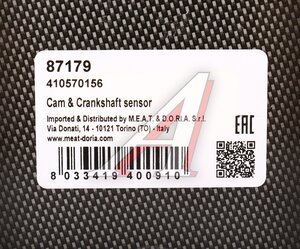 87179
410570156
Cam & Crankshaft sensor
Imported & Distributed by M.E.A.T. & D.O.R.I.A. S.r.l.
Via Donati, 14 - 10121 Torino (TO) - Italy
www.meat-doria.com
EAC
8 033419 400910